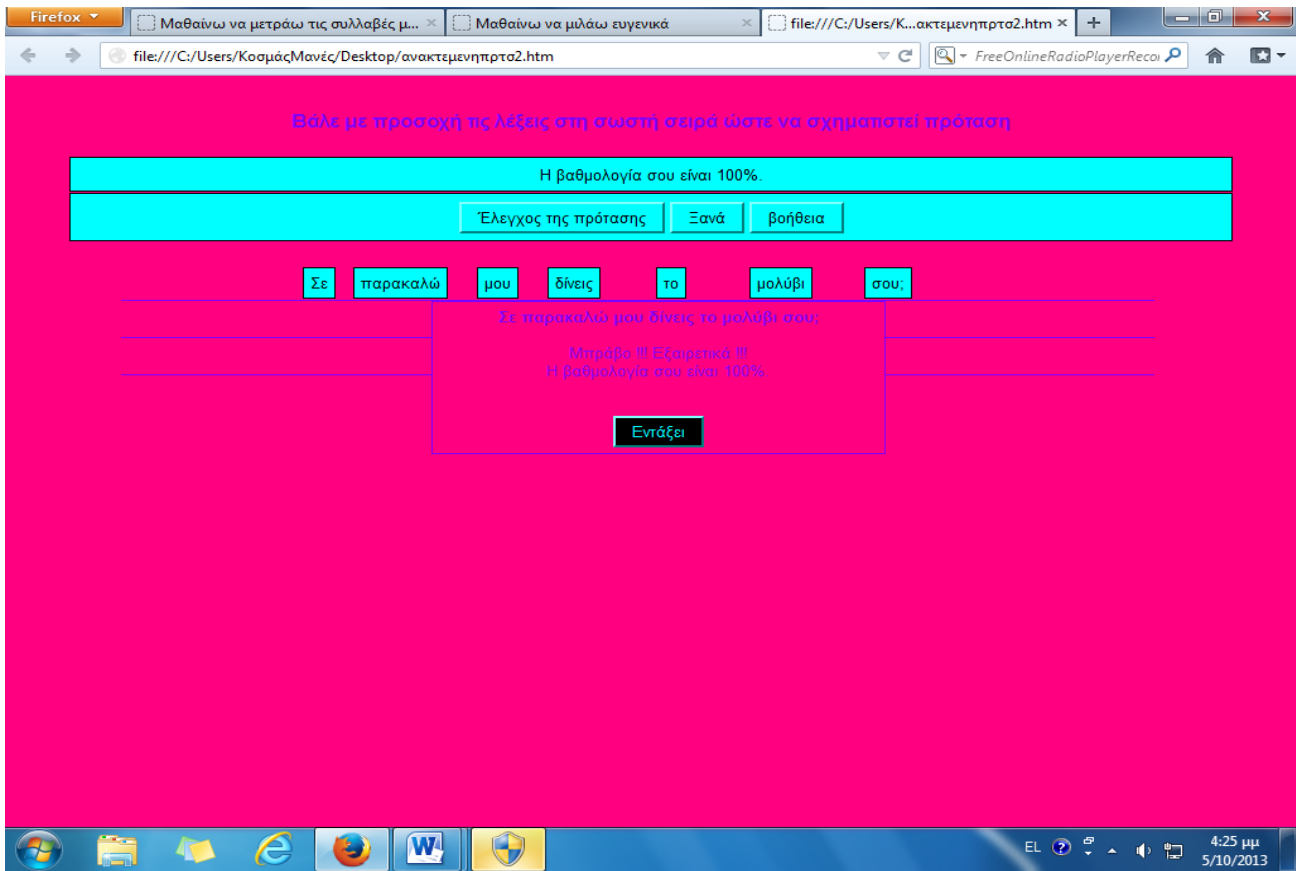 Firefox
Μαθαίνω να μετράω τις συλλαβές μ...
Μαθαίνω να μιλάω ευγενικά
file:///C:/Users/Κ...ακτεμενηπρτσ2.htm
file:///C:/Users/ΚοσμάςΜανές/Desktop/ανακτεμενηπρτσ2.htm
FreeOnlineRadioPlayerRecor
Βάλε με προσοχή τις λέξεις στη σωστή σειρά ώστε να σχηματιστεί πρόταση
Η βαθμολογία σου είναι 100%.
Έλεγχος της πρότασης Ξανά βοήθεια
Σε παρακαλώ μου δίνεις το μολύβι σου;
Σε παρακαλώ μου δίνεις το μολύβι σου;
Μπράβο !!! Εξαιρετικά !!!
Η βαθμολογία σου είναι 100%.
Εντάξει
EL
4:25 μμ
5/10/2013